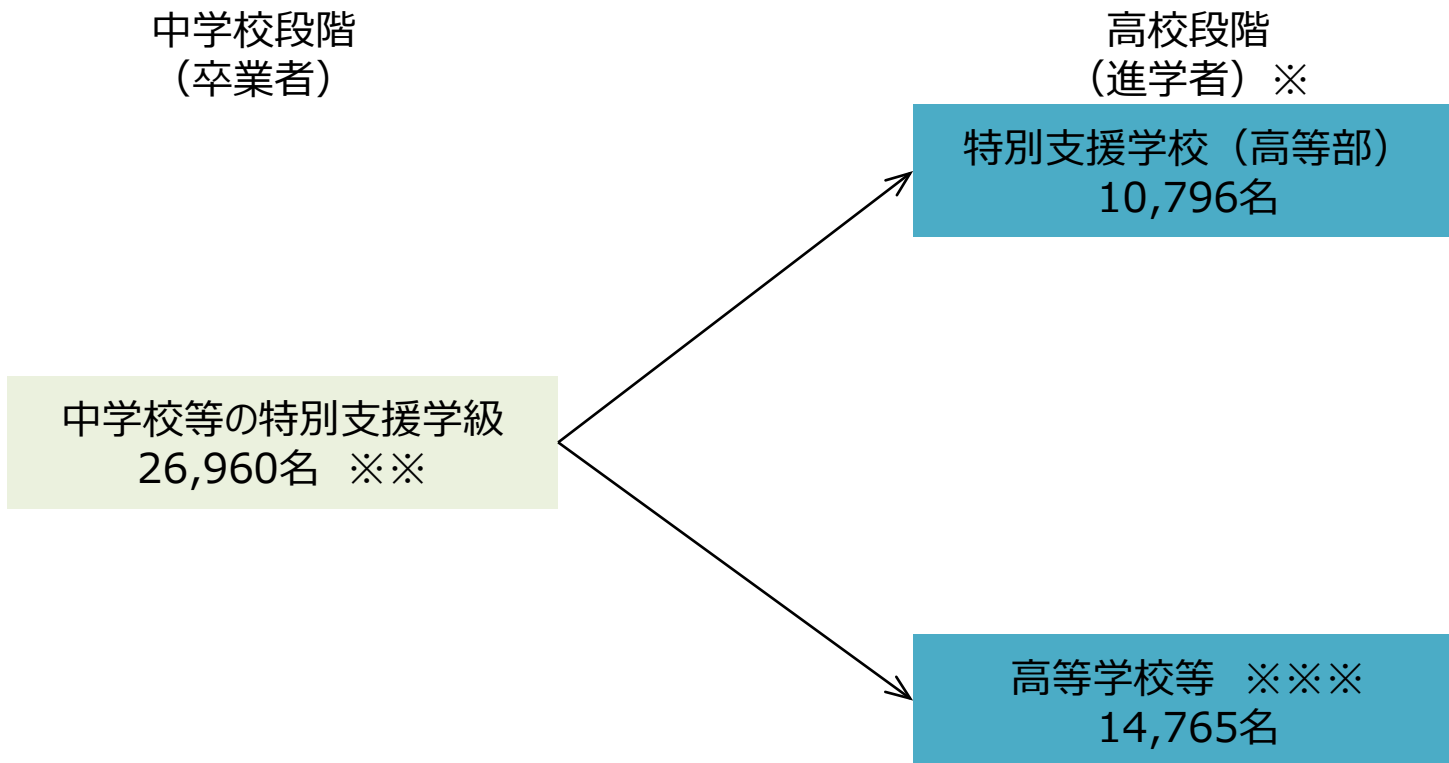 中学校段階
（卒業者）
高校段階
（進学者）※
特別支援学校（高等部）
10,796名
中学校等の特別支援学級
26,960名 ※※
高等学校等 ※※※
14,765名